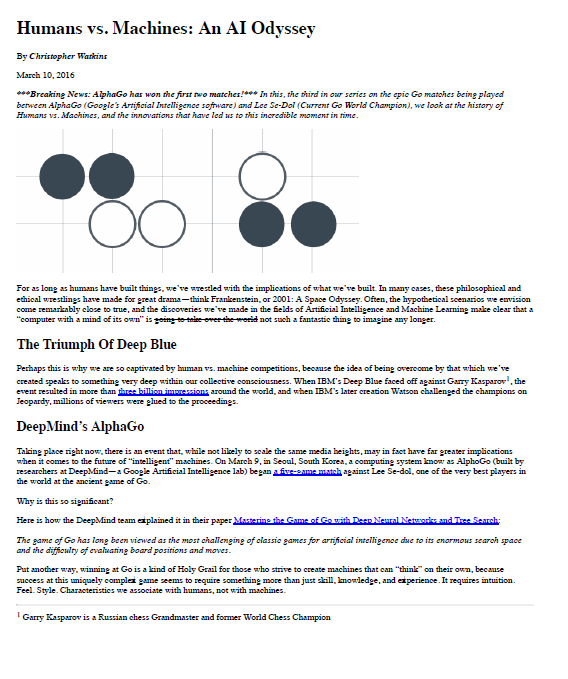 Humans vs. Machines: An AI Odyssey
By Christopher Watkins
March 10, 2016
***Breaking News: AlphaGo has won the first two matches!*** In this, the third in our series on the epic Go matches being played
between AlphaGo (Google's Artificial Intelligence software) and Lee Se-Dol (Current Go World Champion), we look at the history of
Humans vs. Machines, and the innovations that have led us to this incredible moment in time.
For as long as humans have built things, we've wrestled with the implications of what we've built. In many cases, these philosophical and
ethical wrestlings have made for great drama—think Frankenstein, or 2001: A Space Odyssey. Often, the hypothetical scenarios we envision
come remarkably close to true, and the discoveries we've made in the fields of Artificial Intelligence and Machine Learning make clear that a
"computer with a mind of its own" is going to take over the world not such a fantastic thing to imagine any longer.
The Triumph Of Deep Blue
Perhaps this is why we are so captivated by human vs. machine competitions, because the idea of being overcome by that which we've
created speaks to something very deep within our collective consciousness. When IBM's Deep Blue faced off against Garry Kasparov1, the
event resulted in more than three billion impressions around the world, and when IBM's later creation Watson challenged the champions on
Jeopardy, millions of viewers were glued to the proceedings.
DeepMind's AlphaGo
Taking place right now, there is an event that, while not likely to scale the same media heights, may in fact have far greater implications
when it comes to the future of "intelligent" machines. On March 9, in Seoul, South Korea, a computing system know as AlphoGo (built by
researchers at DeepMind—a Google Artificial Intelligence lab) began a five-game match against Lee Se-dol, one of the very best players in
the world at the ancient game of Go.
Why is this so significant?
Here is how the DeepMind team explained it in their paper Mastering the Game of Go with Deep Neural Networks and Tree Search:
The game of Go has long been viewed as the most challenging of classic games for artificial intelligence due to its enormous search space
and the difficulty of evaluating board positions and moves.
Put another way, winning at Go is a kind of Holy Grail for those who strive to create machines that can "think" on their own, because
success at this uniquely complex game seems to require something more than just skill, knowledge, and experience. It requires intuition.
Feel. Style. Characteristics we associate with humans, not with machines.
1 Garry Kasparov is a Russian chess Grandmaster and former World Chess Champion